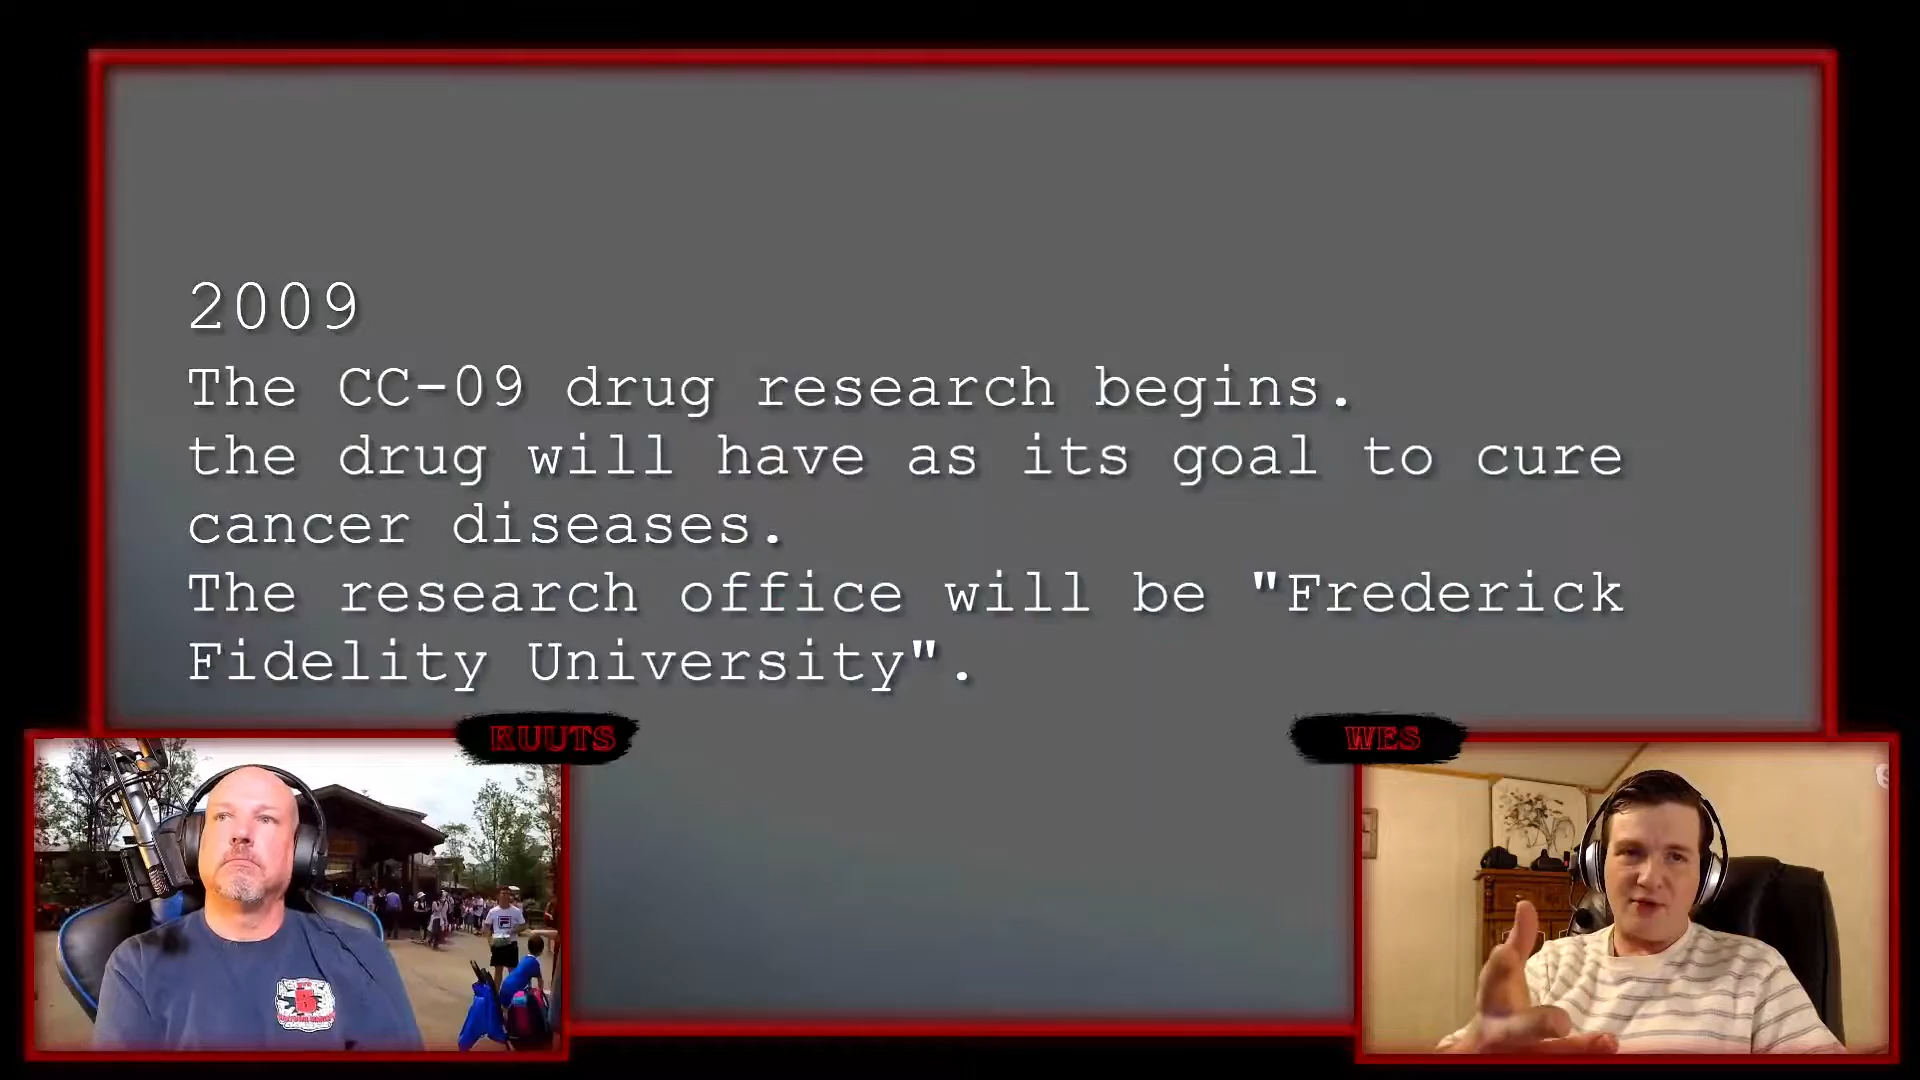 2009
The CC-09 drug research begins.
the drug will have as its goal to cure
cancer diseases.
The research office will be "Frederick
Fidelity University".
RUUTS
WES